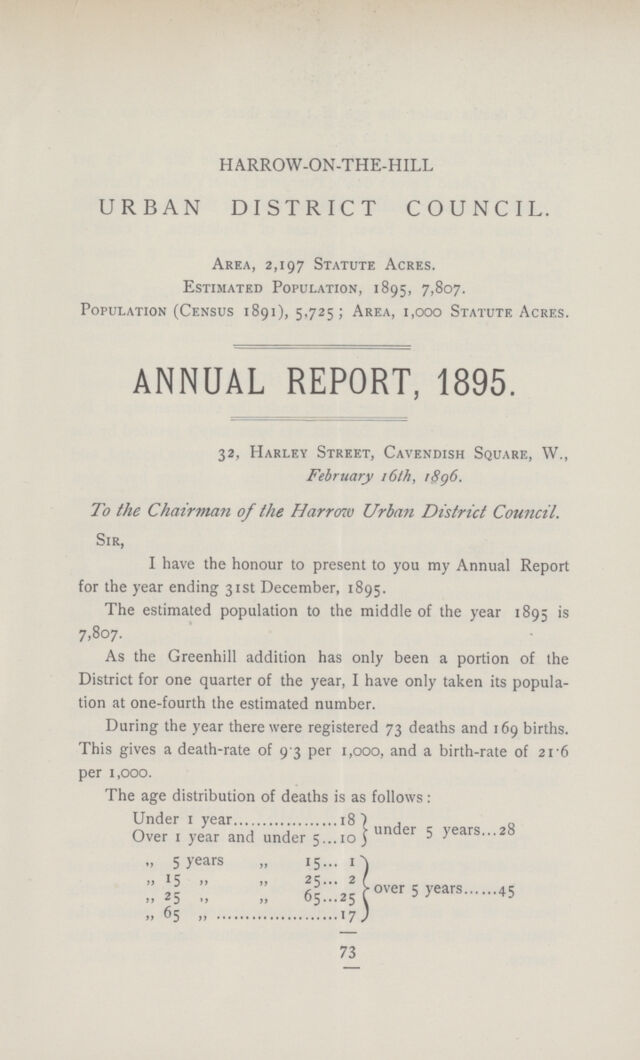 HARROW-ON-THE-HILL
URBAN DISTRICT COUNCIL.
AREA, 2,197 STATUTE ACRES.
ESTIMATED POPULATION, 1895, 7,807.
POPULATION (CENSUS 1891), 5,725; AREA, 1,000 STATUTE ACRES.
ANNUAL REPORT, 1895.
32, HARLEY STREET, CAVENDISH SQUARE, W.,
February 16th, 1896.
To the Chairman of the Harrow Urban District Council.
SIR,
I have the honour to present to you my Annual Report
for the year ending 31st December, 1895.
The estimated population to the middle of the year 1895 is
7,807.
As the Greenhill addition has only been a portion of the
District for one quarter of the year, I have only taken its popula-
tion at one-fourth the estimated number.
During the year there were registered 73 deaths and 169 births.
This gives a death-rate of 9·3 per 1,000, and a birth-rate of 21·6
per 1,000.
The age distribution of deaths is as follows:
Under 1 year..................18
Over 1 year and under 5...10 } under 5 years...28
„ 5 years „ 15... 1
„ 15 „ „ 25... 2
„ 25 „ „ 65...25 } over 5 years......45
„ 65 „ .....................17
73